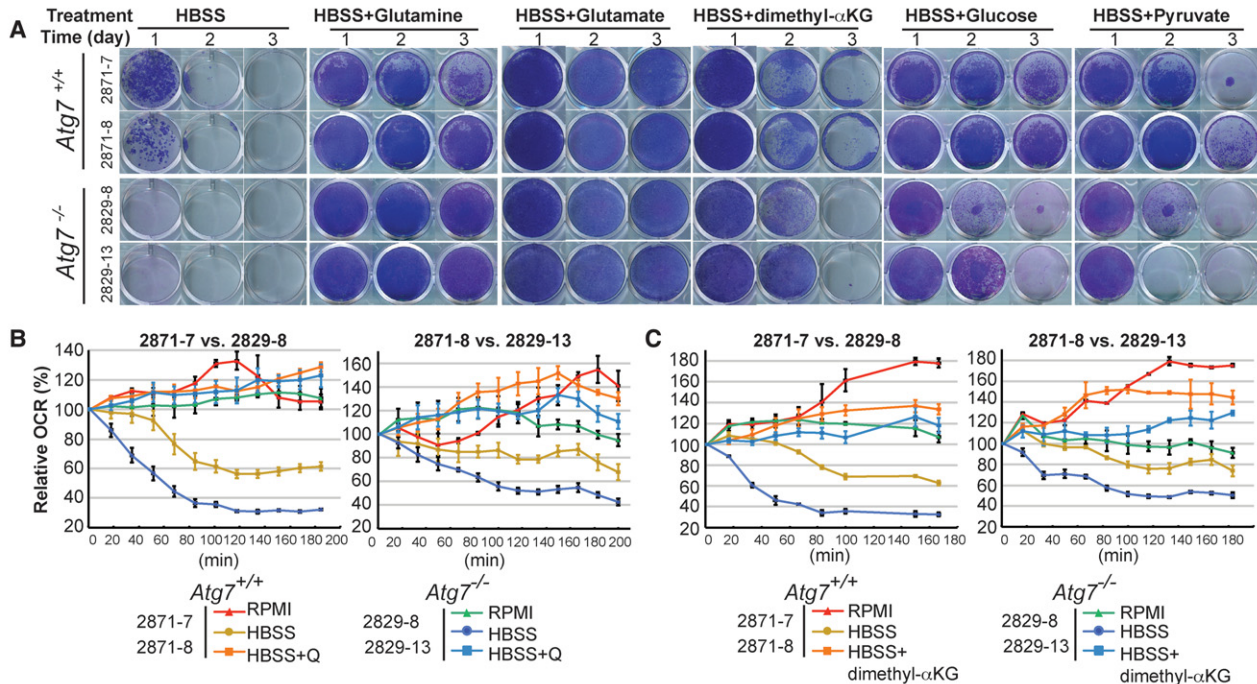 Treatment HBSS HBSS+Glutamine HBSS+Glutamate HBSS+dimethyl-αKG HBSS+Glucose HBSS+Pyruvate
A Time (day) 1 2 3 1 2 3 1 2 3 1 2 3 1 2 3 1 2 3
Atg7 +/+
2871-7
2871-8
Atg7 -/-
2829-8
2829-13
B 2871-7 vs. 2829-8
Relative OCR (%)
140
120
100
80
60
40
20
0 20 40 60 80 100 120 140 160 180 200
(min)
2871-8 vs. 2829-13
160
140
120
100
80
60
40
20
0 20 40 60 80 100 120 140 160 180 200
(min)
Atg7+/+
2871-7
2871-8
RPMI
HBSS
HBSS+Q
Atg7-/-
2829-8
2829-13
RPMI
HBSS
HBSS+Q
C 2871-7 vs. 2829-8
180
160
140
120
100
80
60
40
20
0 20 40 60 80 100 120 140 160 180
(min)
2871-8 vs. 2829-13
180
160
140
120
100
80
60
40
20
0 20 40 60 80 100 120 140 160 180
(min)
Atg7+/+
2871-7
2871-8
RPMI
HBSS
HBSS+
dimethyl-αKG
Atg7-/-
2829-8
2829-13
RPMI
HBSS
HBSS+
dimethyl-αKG